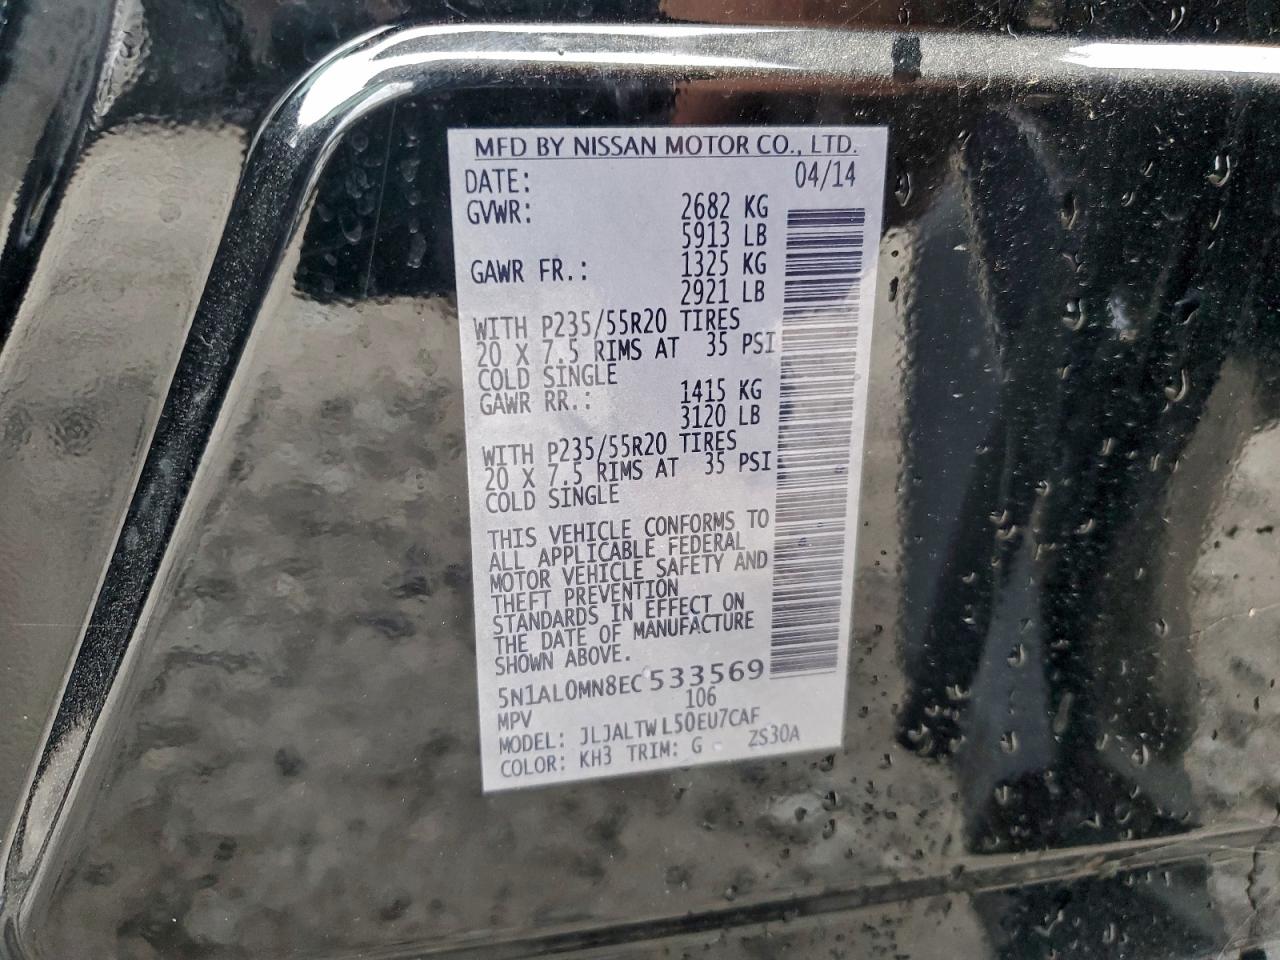 MFD BY NISSAN MOTOR CO., LTD.
DATE: 04/14
GVWR: 2682 KG
5913 LB
GAWR FR.: 1325 KG
2921 LB
WITH P235/55R20 TIRES
20 X 7.5 RIMS AT 35 PSI
COLD SINGLE
GAWR RR.: 1415 KG
3120 LB
WITH P235/55R20 TIRES
20 X 7.5 RIMS AT 35 PSI
COLD SINGLE
THIS VEHICLE CONFORMS TO
ALL APPLICABLE FEDERAL
MOTOR VEHICLE SAFETY AND
THEFT PREVENTION
STANDARDS IN EFFECT ON
THE DATE OF MANUFACTURE
SHOWN ABOVE.
5N1AL0MN8EC533569
MPV 106
MODEL: JLJALTWL50EU7CAF
COLOR: KH3 TRIM: G ZS30A